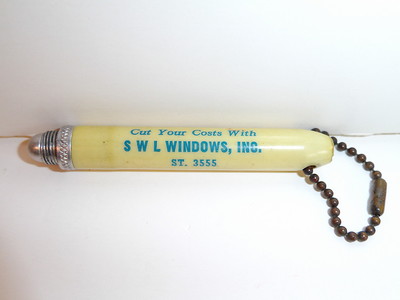 Cut Your Costs With
S W L WINDOWS, INC.
ST. 3555